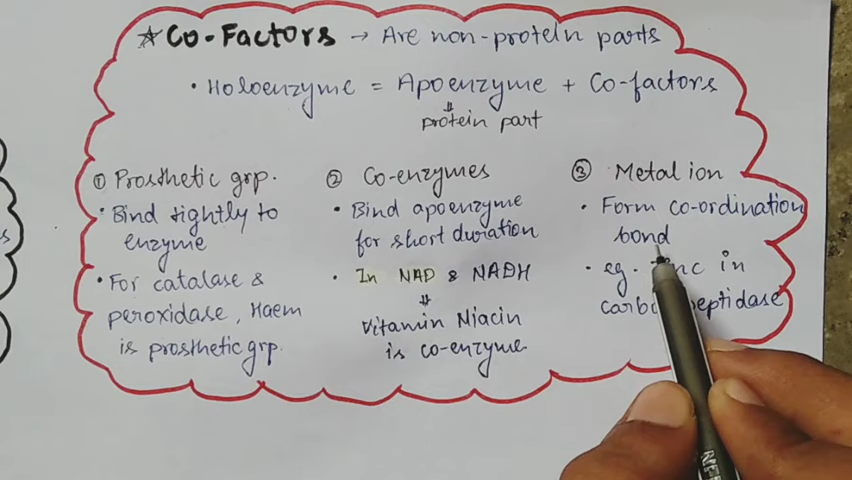 ☆ Co-Factors → Are non-protein parts
• Holoenzyme = Apoenzyme + Co-factors
⇓
protein part
① Prosthetic grp.
• Bind tightly to
enzyme
• For catalase &
peroxidase, Haem
is prosthetic grp.
② Co-enzymes
• Bind apoenzyme
for short duration
• In NAD & NADH
⇓
Vitamin Niacin
is co-enzyme
③ Metal ion
• Form co-ordination
bond
• eg. in